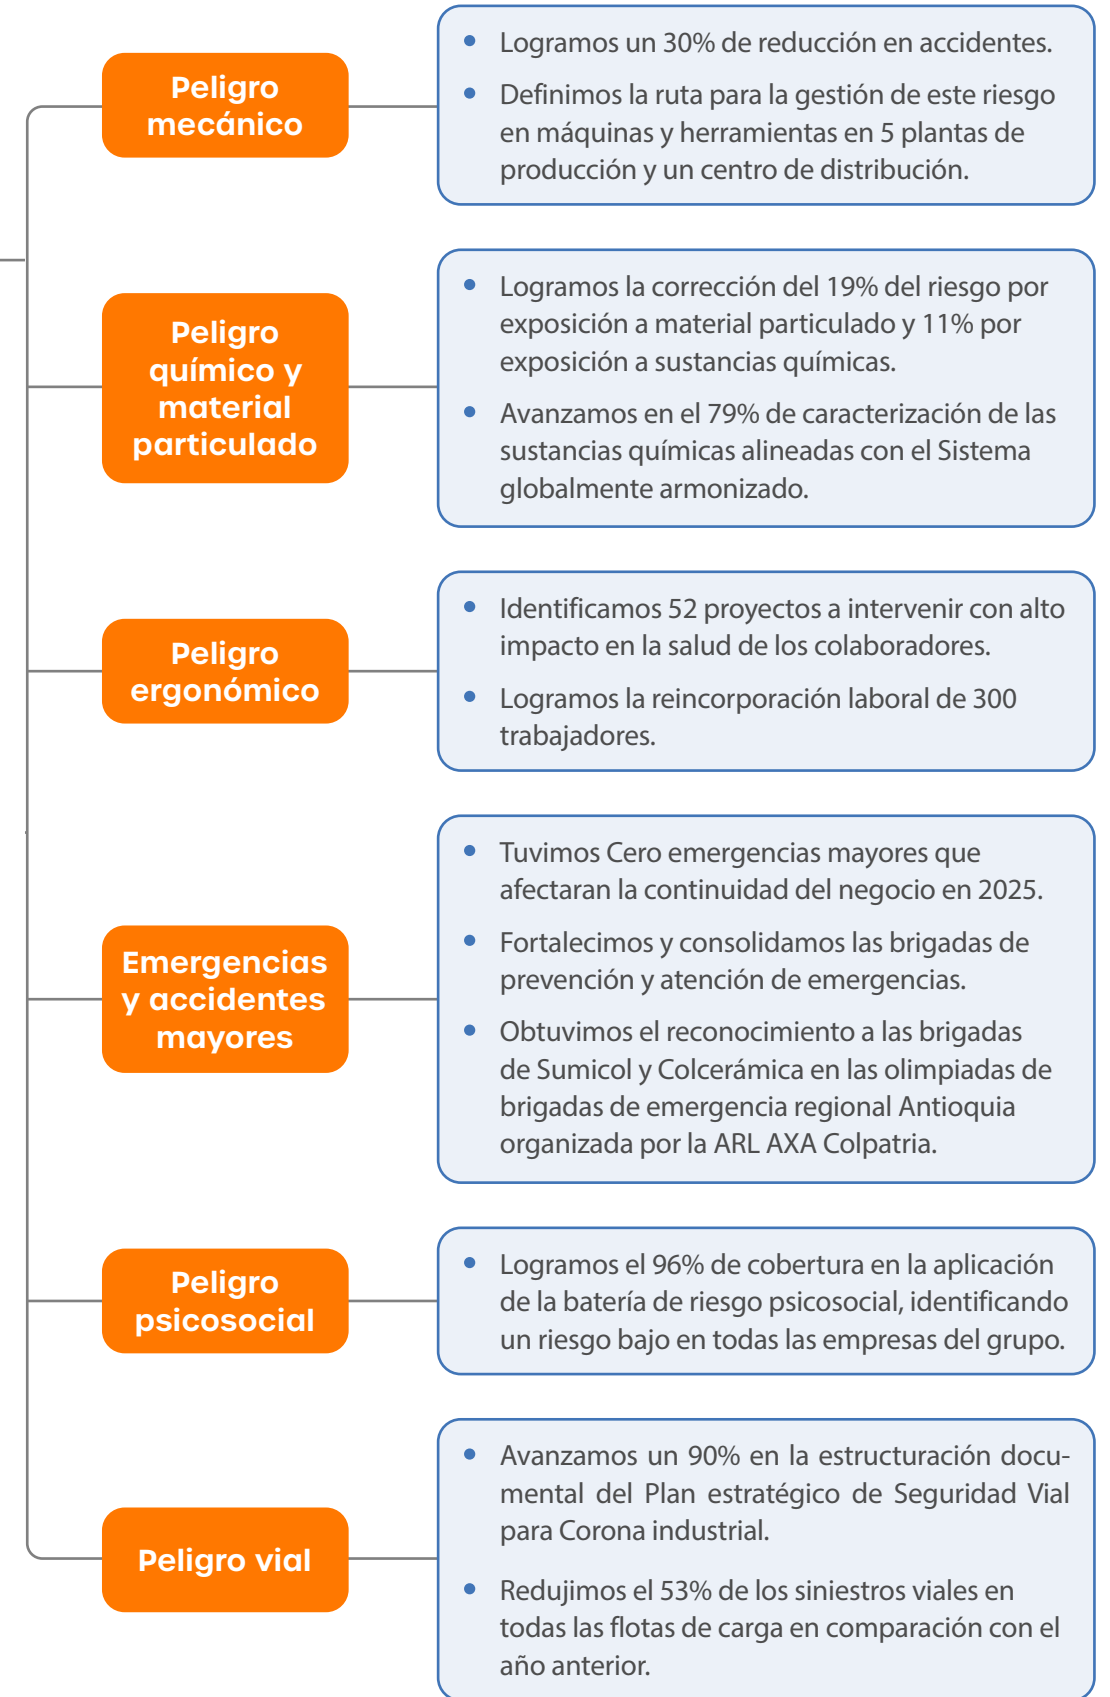 Peligro
mecánico
Logramos un 30% de reducción en accidentes.
Definimos la ruta para la gestión de este riesgo
en máquinas y herramientas en 5 plantas de
producción y un centro de distribución.
Peligro
químico y
material
particulado
Logramos la corrección del 19% del riesgo por
exposición a material particulado y 11% por
exposición a sustancias químicas.
Avanzamos en el 79% de caracterización de las
sustancias químicas alineadas con el Sistema
globalmente armonizado.
Peligro
ergonómico
Identificamos 52 proyectos a intervenir con alto
impacto en la salud de los colaboradores.
Logramos la reincorporación laboral de 300
trabajadores.
Emergencias
y accidentes
mayores
Tuvimos Cero emergencias mayores que
afectaran la continuidad del negocio en 2025.
Fortalecimos y consolidamos las brigadas de
prevención y atención de emergencias.
Obtuvimos el reconocimiento a las brigadas
de Sumicol y Colcerámica en las olimpiadas de
brigadas de emergencia regional Antioquia
organizada por la ARL AXA Colpatria.
Peligro
psicosocial
Logramos el 96% de cobertura en la aplicación
de la batería de riesgo psicosocial, identificando
un riesgo bajo en todas las empresas del grupo.
Peligro vial
Avanzamos un 90% en la estructuración docu-
mental del Plan estratégico de Seguridad Vial
para Corona industrial.
Redujimos el 53% de los siniestros viales en
todas las flotas de carga en comparación con el
año anterior.